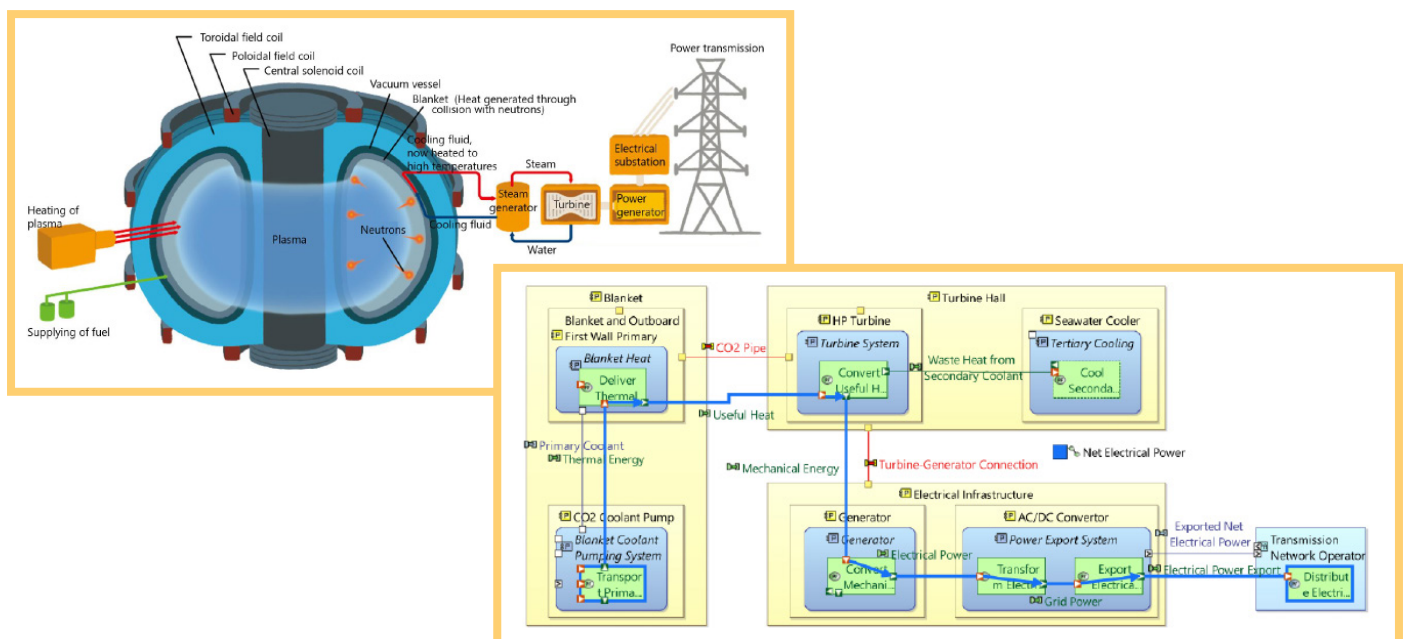 Toroidal field coil
Poloidal field coil
Central solenoid coil
Vacuum vessel
Blanket (Heat generated through
collision with neutrons)
Cooling fluid,
now heated to
high temperatures
Steam
Steam
generator
Turbine
Power
generator
Electrical
substation
Power transmission
Cooling fluid
Water
Heating of
plasma
Plasma
Neutrons
Supplying of fuel
Blanket
Blanket and Outboard
First Wall Primary
Blanket Heat
Deliver
Thermal
CO2 Pipe
Useful Heat
Primary Coolant
Thermal Energy
CO2 Coolant Pump
Blanket Coolant
Pumping System
Transpor
t Prima...
Turbine Hall
HP Turbine
Turbine System
Convert
Useful H...
Waste Heat from
Secondary Coolant
Seawater Cooler
Tertiary Cooling
Cool
Seconda...
Net Electrical Power
Mechanical Energy
Turbine-Generator Connection
Electrical Infrastructure
Generator
Generator
Convert
Mechani...
Electrical Power
AC/DC Convertor
Power Export System
Transfor
m Electri...
Export
Electrica...
Grid Power
Exported Net
Electrical Power
Electrical Power Export
Transmission
Network Operator
Distribut
e Electri...